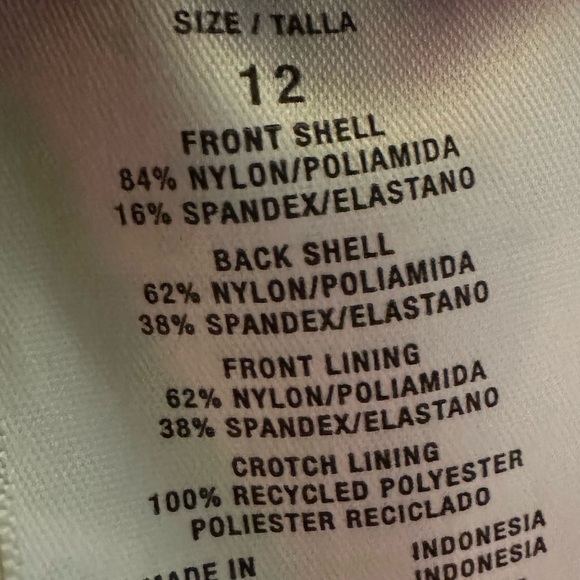 SIZE / TALLA
12
FRONT SHELL
84% NYLON/POLIAMIDA
16% SPANDEX/ELASTANO
BACK SHELL
62% NYLON/POLIAMIDA
38% SPANDEX/ELASTANO
FRONT LINING
62% NYLON/POLIAMIDA
38% SPANDEX/ELASTANO
CROTCH LINING
100% RECYCLED POLYESTER
POLIESTER RECICLADO
MADE IN INDONESIA
INDONESIA